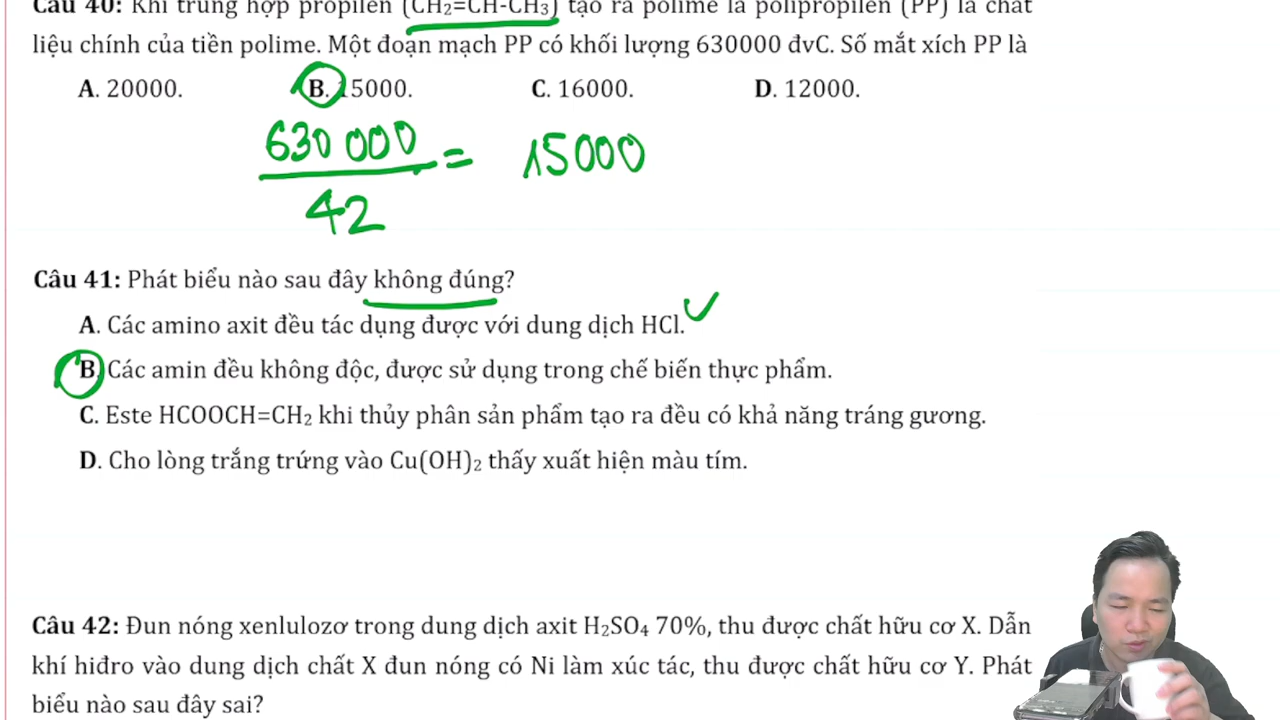 Câu 40: Khi trùng hợp propilen (CH₂=CH-CH₃) tạo ra polime là polipropilen (PP) là chất
liệu chính của tiền polime. Một đoạn mạch PP có khối lượng 630000 đvC. Số mắt xích PP là
A. 20000. B. 15000. C. 16000. D. 12000.
630 000 / 42 = 15000
Câu 41: Phát biểu nào sau đây không đúng?
A. Các amino axit đều tác dụng được với dung dịch HCl.
B. Các amin đều không độc, được sử dụng trong chế biến thực phẩm.
C. Este HCOOCH=CH₂ khi thủy phân sản phẩm tạo ra đều có khả năng tráng gương.
D. Cho lòng trắng trứng vào Cu(OH)₂ thấy xuất hiện màu tím.
Câu 42: Đun nóng xenlulozơ trong dung dịch axit H₂SO₄ 70%, thu được chất hữu cơ X. Dẫn
khí hiđro vào dung dịch chất X đun nóng có Ni làm xúc tác, thu được chất hữu cơ Y. Phát
biểu nào sau đây sai?